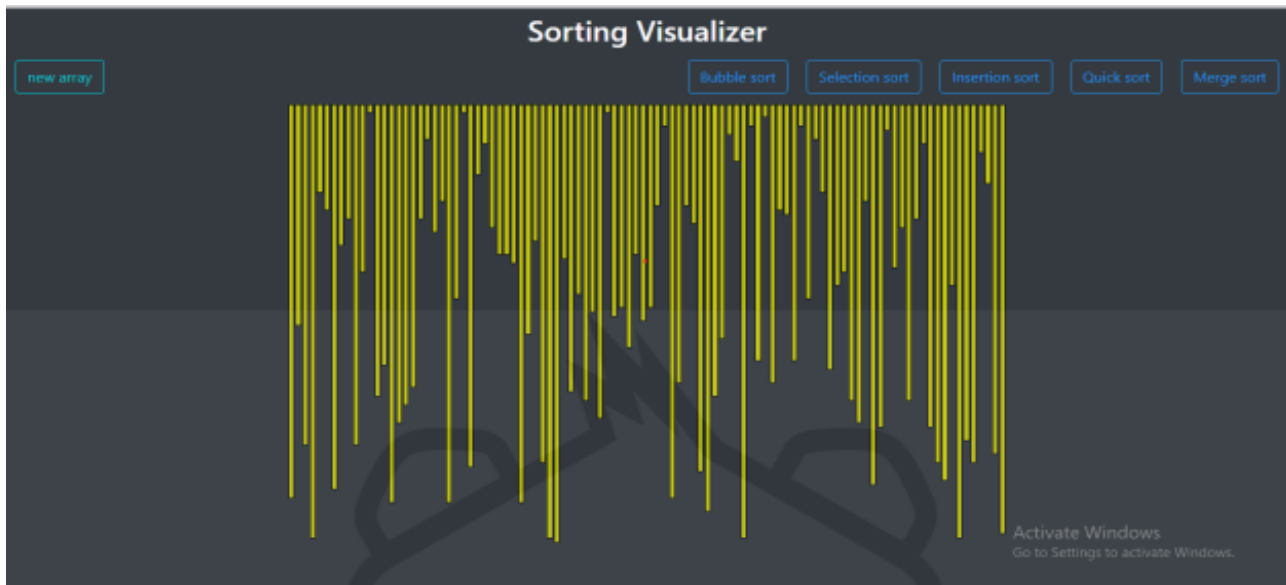 Sorting Visualizer
new array
Bubble sort
Selection sort
Insertion sort
Quick sort
Merge sort
Activate Windows
Go to Settings to activate Windows.